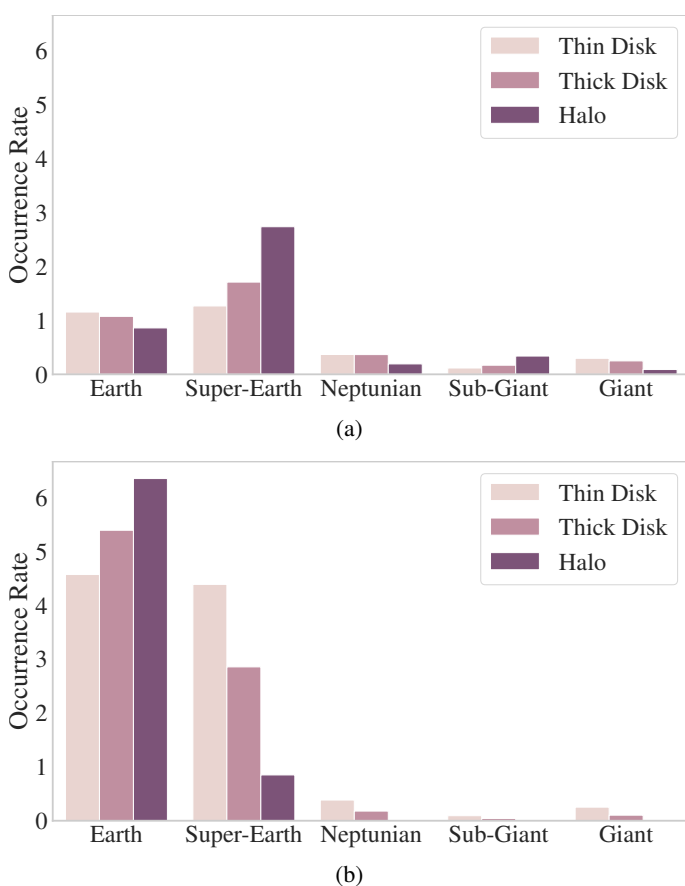 6
5
4
3
2
1
0
Occurrence Rate
Thin Disk
Thick Disk
Halo
Earth Super-Earth Neptunian Sub-Giant Giant
(a)
6
5
4
3
2
1
0
Occurrence Rate
Thin Disk
Thick Disk
Halo
Earth Super-Earth Neptunian Sub-Giant Giant
(b)